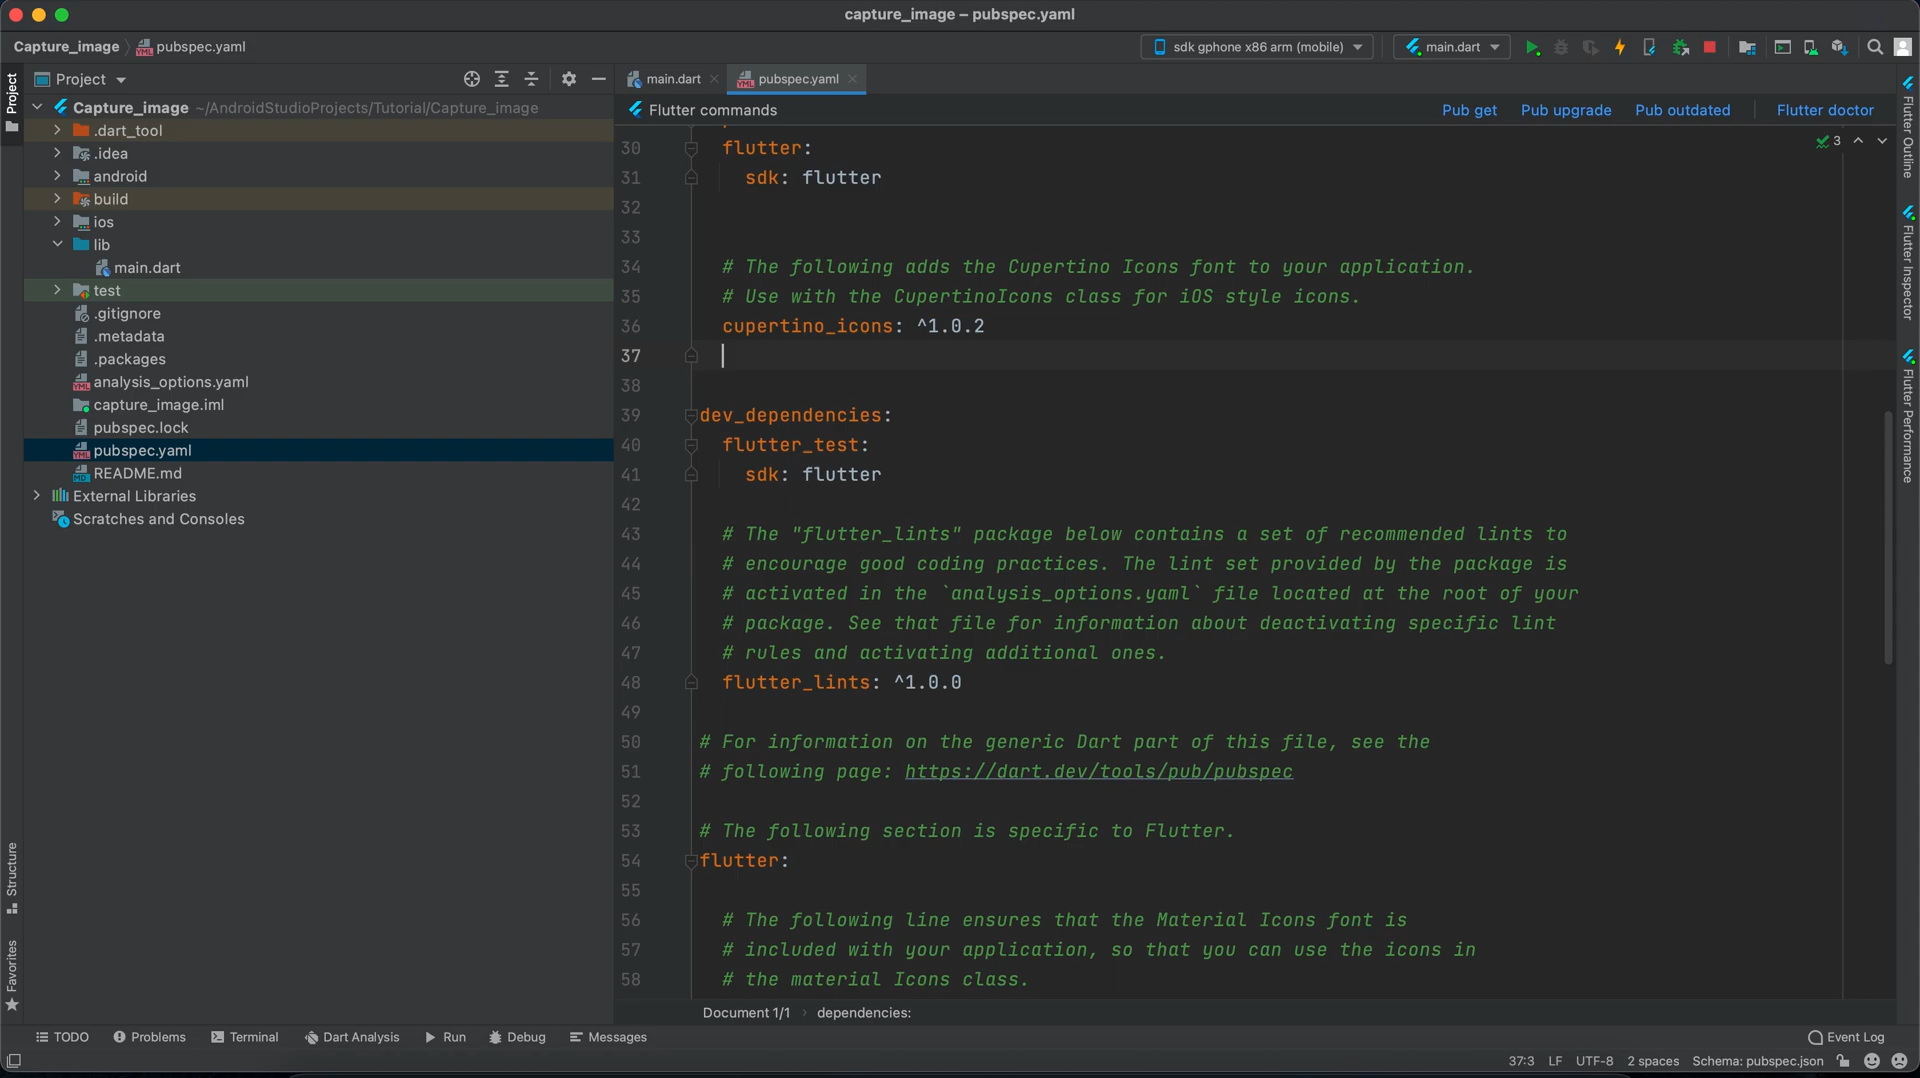 capture_image – pubspec.yaml
Capture_image
pubspec.yaml
sdk gphone x86 arm (mobile)
main.dart
Project
Project
main.dart
pubspec.yaml
Capture_image ~/AndroidStudioProjects/Tutorial/Capture_image
.dart_tool
.idea
android
build
ios
lib
main.dart
test
.gitignore
.metadata
.packages
analysis_options.yaml
capture_image.iml
pubspec.lock
pubspec.yaml
README.md
External Libraries
Scratches and Consoles
Structure
Favorites
Flutter commands
Pub get
Pub upgrade
Pub outdated
Flutter doctor
3
30 flutter:
31 sdk: flutter
32
33
34 # The following adds the Cupertino Icons font to your application.
35 # Use with the CupertinoIcons class for iOS style icons.
36 cupertino_icons: ^1.0.2
37
38
39 dev_dependencies:
40 flutter_test:
41 sdk: flutter
42
43 # The "flutter_lints" package below contains a set of recommended lints to
44 # encourage good coding practices. The lint set provided by the package is
45 # activated in the `analysis_options.yaml` file located at the root of your
46 # package. See that file for information about deactivating specific lint
47 # rules and activating additional ones.
48 flutter_lints: ^1.0.0
49
50 # For information on the generic Dart part of this file, see the
51 # following page: https://dart.dev/tools/pub/pubspec
52
53 # The following section is specific to Flutter.
54 flutter:
55
56 # The following line ensures that the Material Icons font is
57 # included with your application, so that you can use the icons in
58 # the material Icons class.
Document 1/1
dependencies:
Flutter Outline
Flutter Inspector
Flutter Performance
TODO
Problems
Terminal
Dart Analysis
Run
Debug
Messages
Event Log
37:3
LF
UTF-8
2 spaces
Schema: pubspec.json